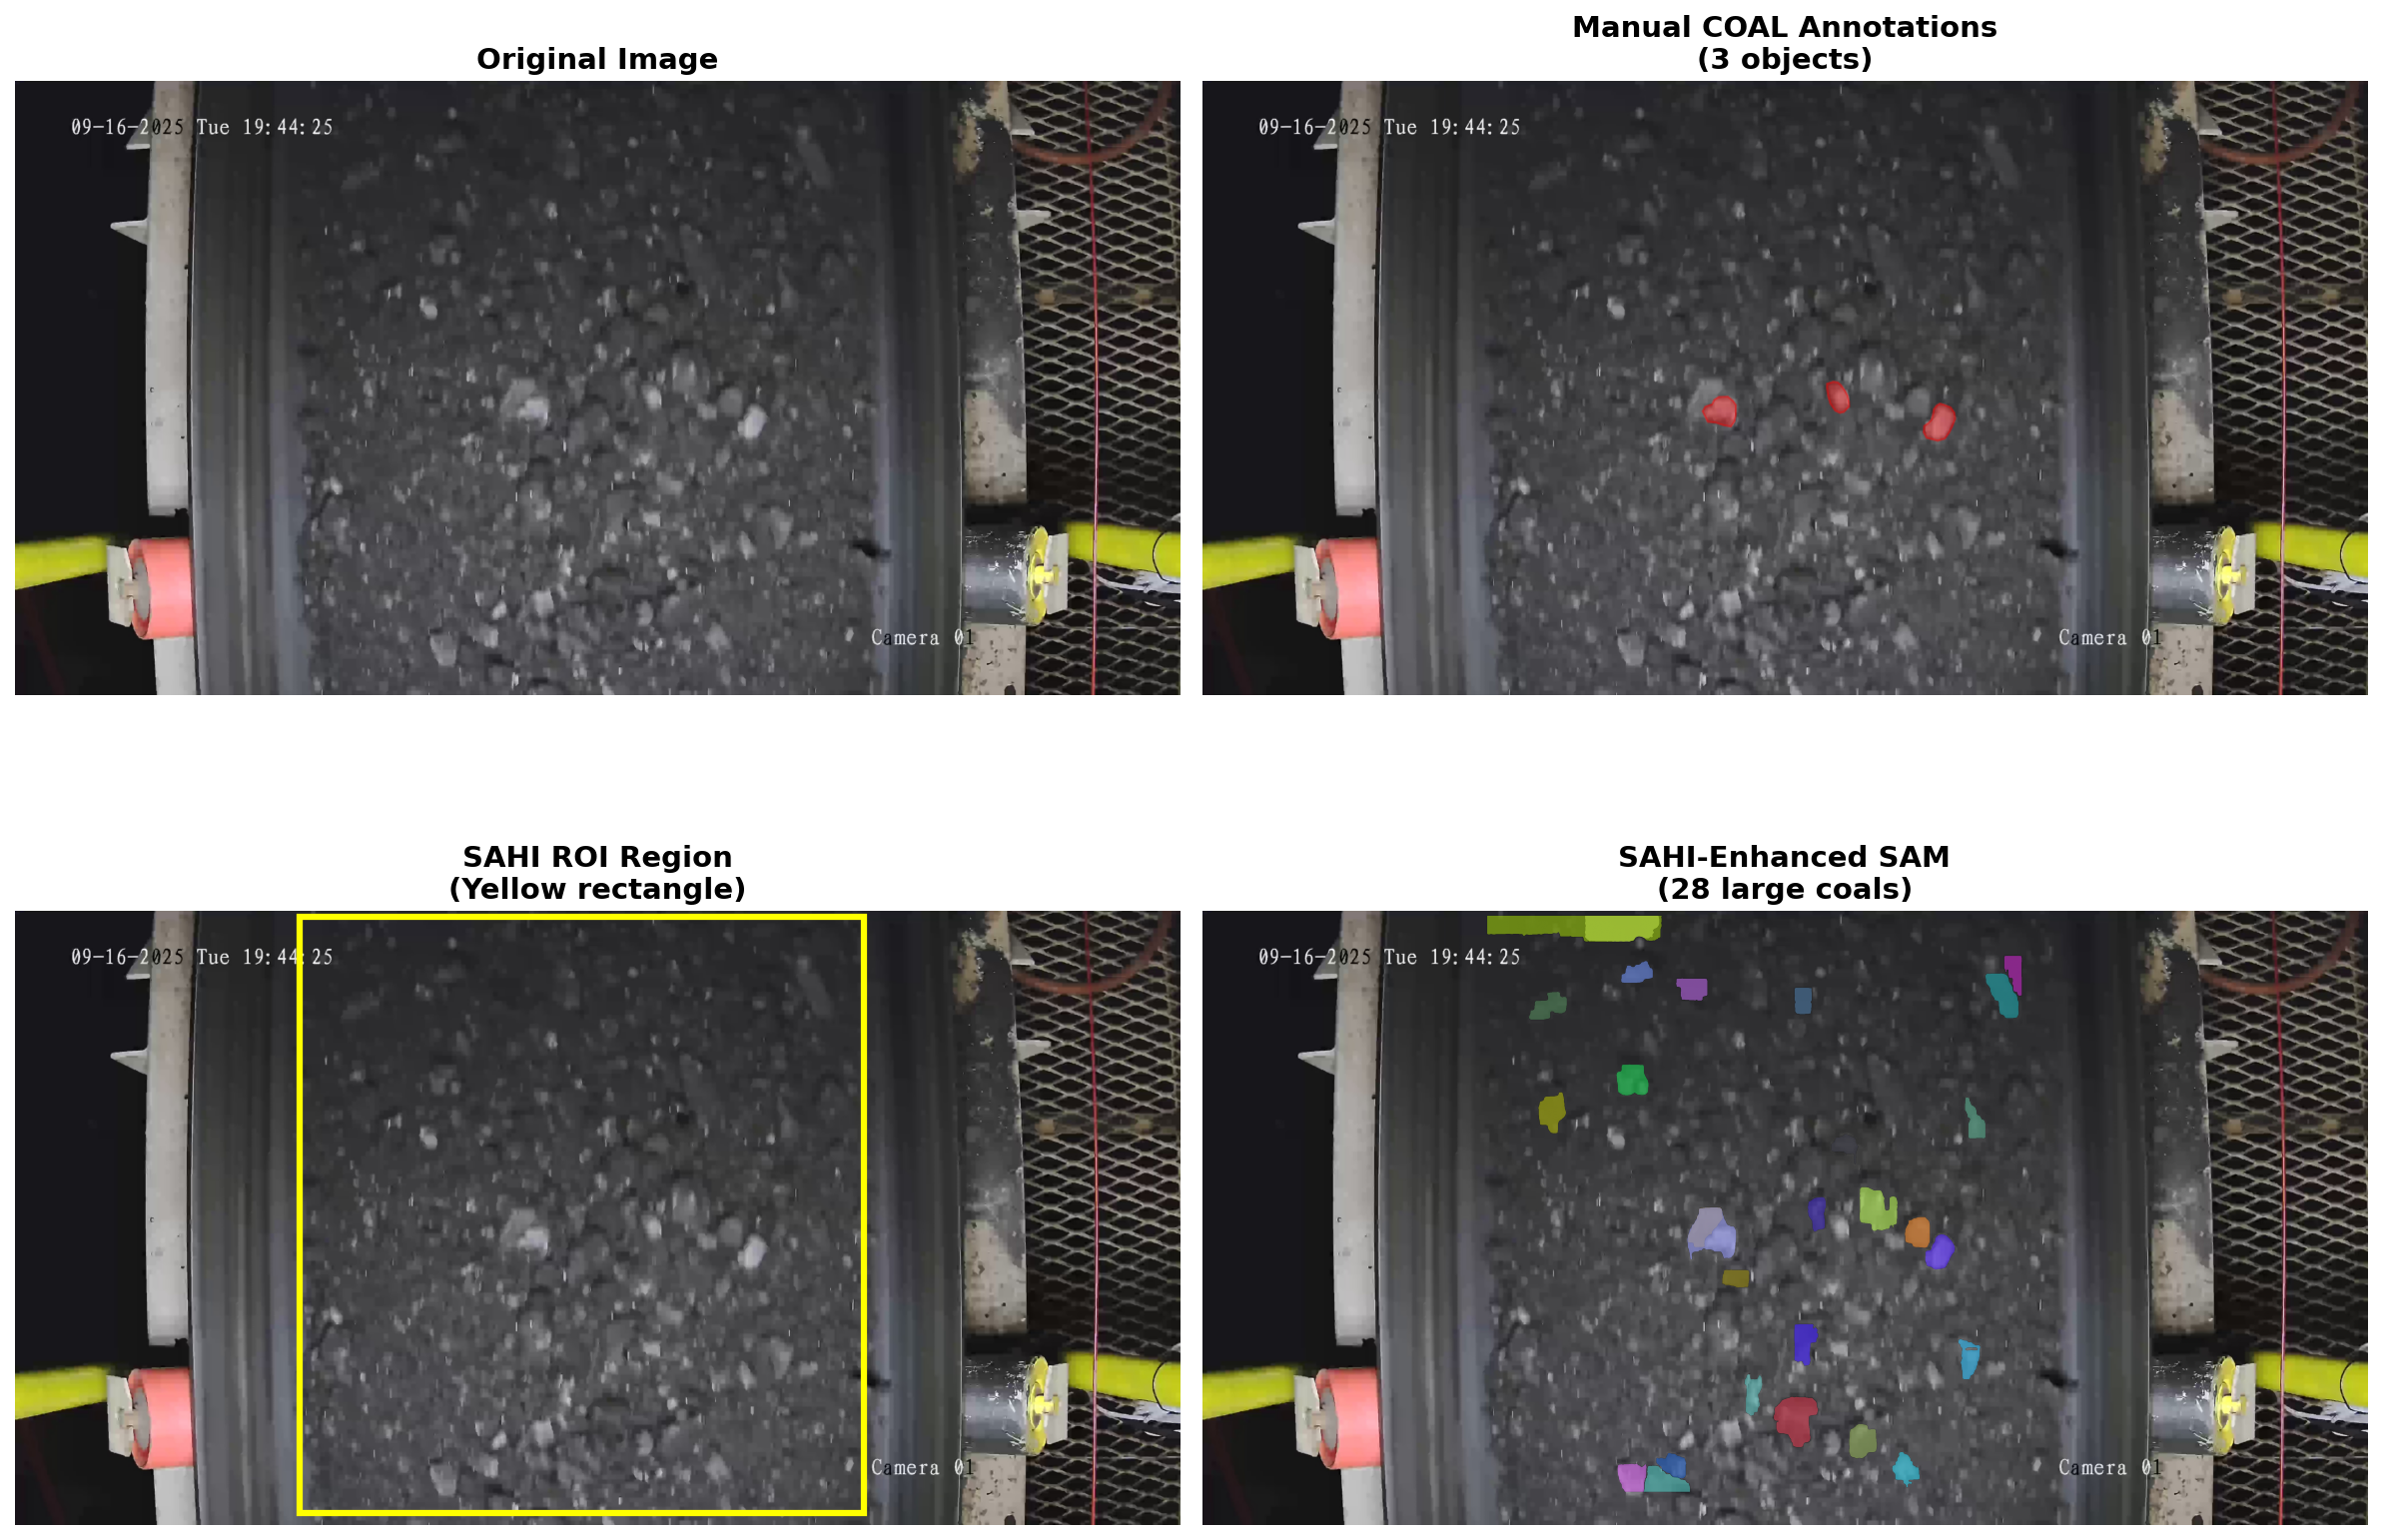 Original Image
09-16-2025 Tue 19:44:25
Camera 01
Manual COAL Annotations
(3 objects)
09-16-2025 Tue 19:44:25
Camera 01
SAHI ROI Region
(Yellow rectangle)
09-16-2025 Tue 19:44:25
Camera 01
SAHI-Enhanced SAM
(28 large coals)
09-16-2025 Tue 19:44:25
Camera 01